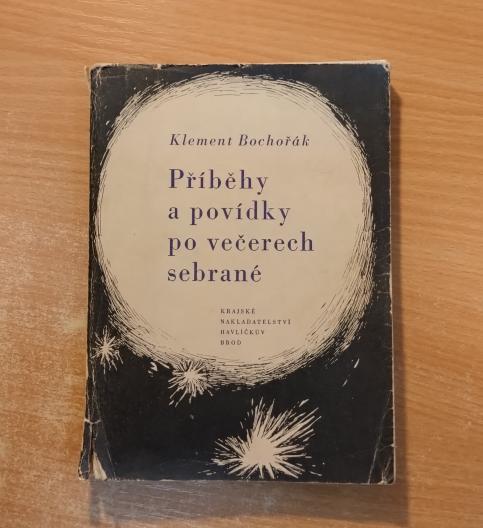 Klement Bochořák
Příběhy
a povídky
po večerech
sebrané
KRAJSKÉ
NAKLADATELSTVÍ
HAVLÍČKŮV
BROD